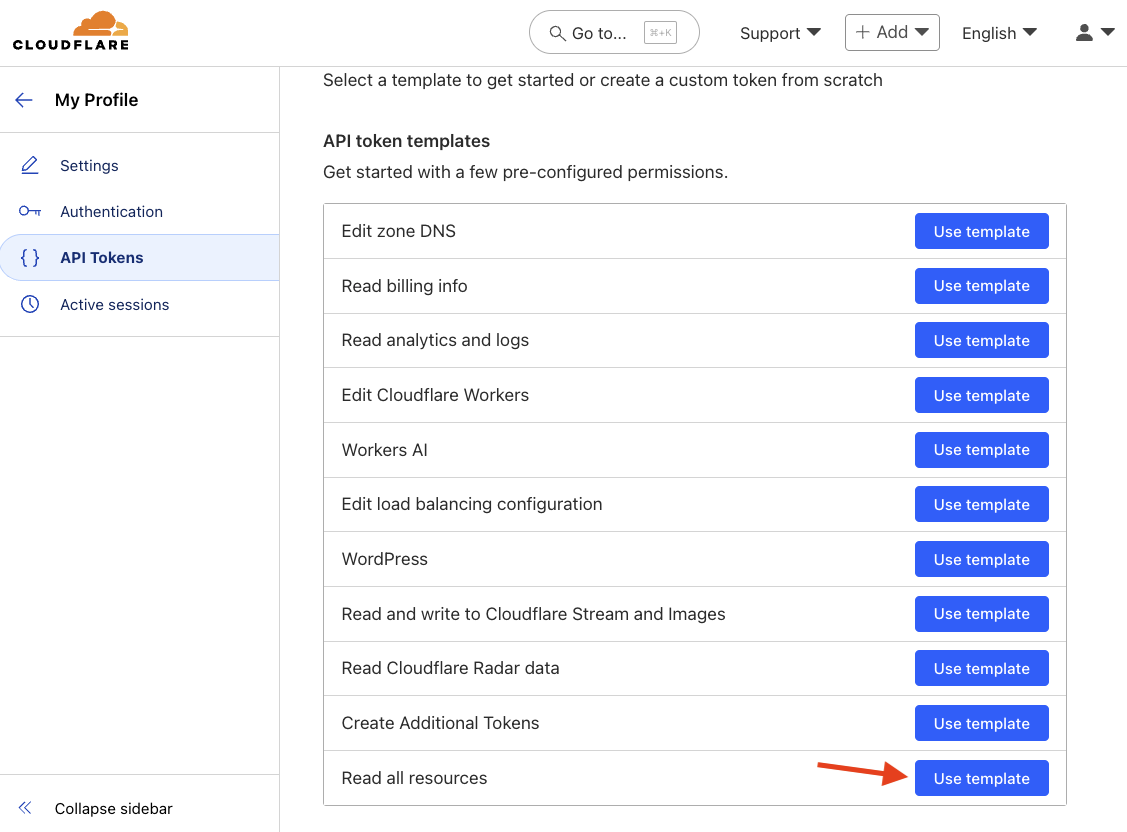 CLOUDFLARE
Go to... ⌘+K Support + Add English
My Profile
Settings
Authentication
{ } API Tokens
Active sessions
Collapse sidebar
Select a template to get started or create a custom token from scratch
API token templates
Get started with a few pre-configured permissions.
Edit zone DNS Use template
Read billing info Use template
Read analytics and logs Use template
Edit Cloudflare Workers Use template
Workers AI Use template
Edit load balancing configuration Use template
WordPress Use template
Read and write to Cloudflare Stream and Images Use template
Read Cloudflare Radar data Use template
Create Additional Tokens Use template
Read all resources Use template